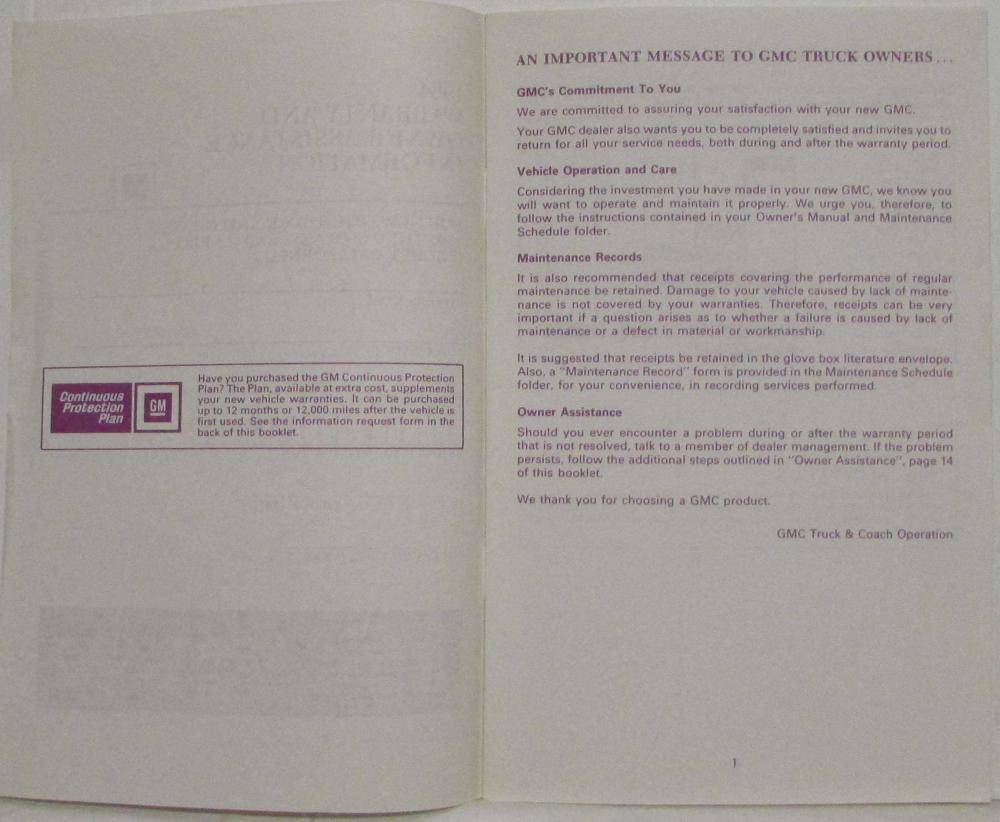 Continuous
Protection
Plan
GM
Have you purchased the GM Continuous Protection
Plan? The Plan, available at extra cost, supplements
your new vehicle warranties. It can be purchased
up to 12 months or 12,000 miles after the vehicle is
first used. See the information request form in the
back of this booklet.
AN IMPORTANT MESSAGE TO GMC TRUCK OWNERS...
GMC's Commitment To You
We are committed to assuring your satisfaction with your new GMC.
Your GMC dealer also wants you to be completely satisfied and invites you to
return for all your service needs, both during and after the warranty period.
Vehicle Operation and Care
Considering the investment you have made in your new GMC, we know you
will want to operate and maintain it properly. We urge you, therefore, to
follow the instructions contained in your Owner's Manual and Maintenance
Schedule folder.
Maintenance Records
It is also recommended that receipts covering the performance of regular
maintenance be retained. Damage to your vehicle caused by lack of mainte-
nance is not covered by your warranties. Therefore, receipts can be very
important if a question arises as to whether a failure is caused by lack of
maintenance or a defect in material or workmanship.
It is suggested that receipts be retained in the glove box literature envelope.
Also, a "Maintenance Record" form is provided in the Maintenance Schedule
folder, for your convenience, in recording services performed.
Owner Assistance
Should you ever encounter a problem during or after the warranty period
that is not resolved, talk to a member of dealer management. If the problem
persists, follow the additional steps outlined in "Owner Assistance", page 14
of this booklet.
We thank you for choosing a GMC product.
GMC Truck & Coach Operation
1